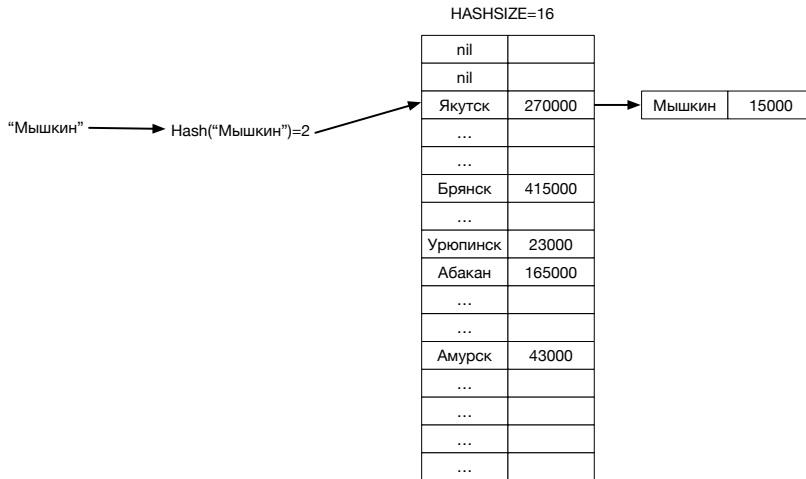 HASHSIZE=16
nil
nil
“Мышкин” Hash(“Мышкин”)=2 Якутск 270000 Мышкин 15000
...
...
Брянск 415000
...
Урюпинск 23000
Абакан 165000
...
...
Амурск 43000
...
...
...
...